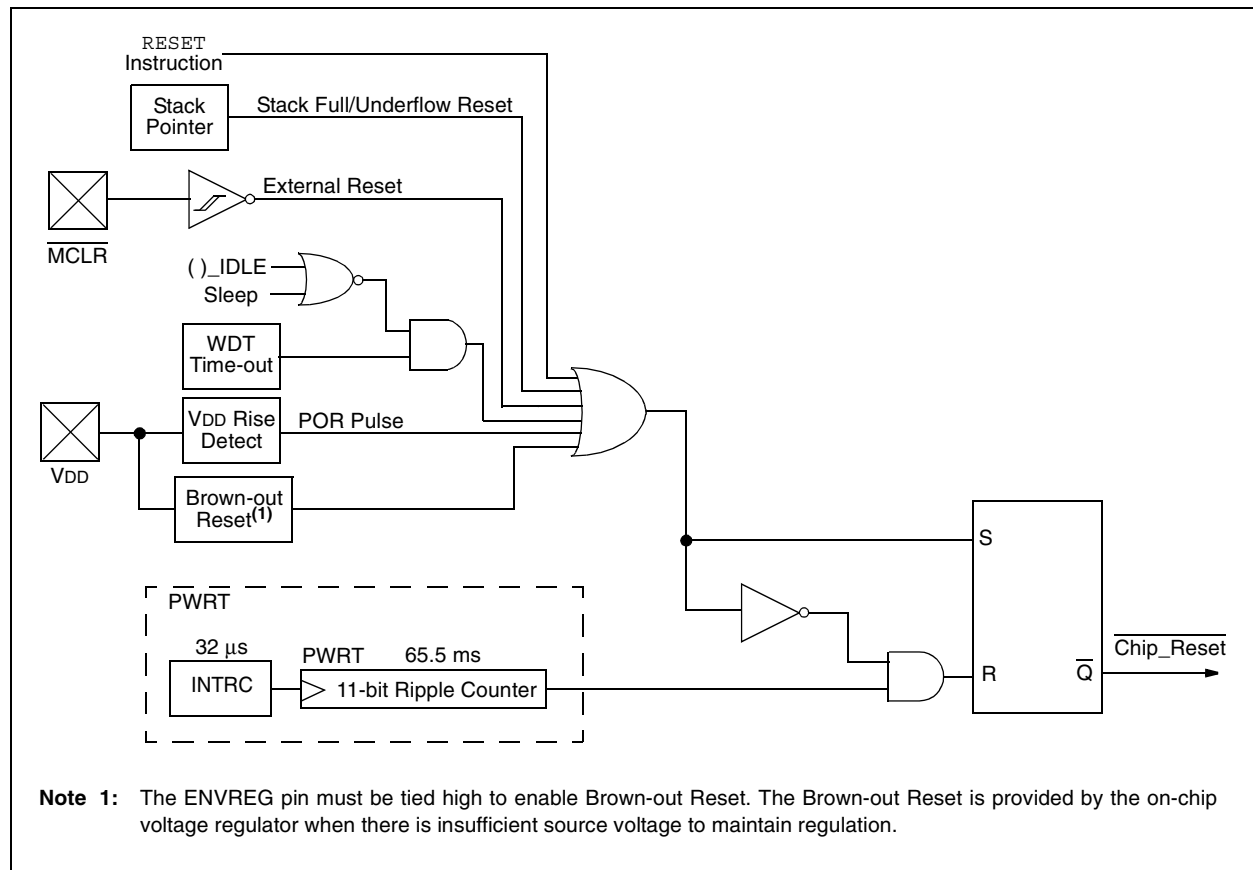 RESET
Instruction
Stack
Pointer
Stack Full/Underflow Reset
External Reset
MCLR
( )_IDLE
Sleep
WDT
Time-out
VDD Rise
Detect
POR Pulse
VDD
Brown-out
Reset(1)
S
PWRT
32 μs
PWRT
65.5 ms
INTRC
11-bit Ripple Counter
R
Q
Chip_Reset
Note 1: The ENVREG pin must be tied high to enable Brown-out Reset. The Brown-out Reset is provided by the on-chip
voltage regulator when there is insufficient source voltage to maintain regulation.